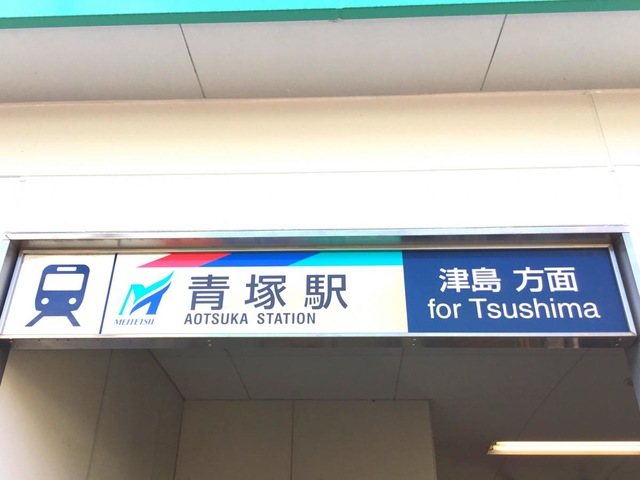 青塚駅
AOTSUKA STATION
MEITETSU
津島 方面
for Tsushima